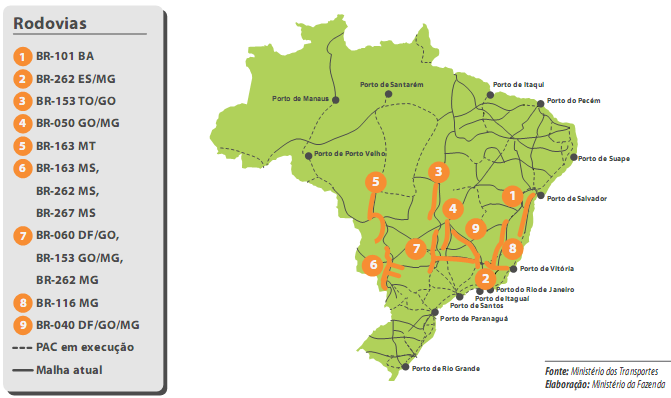 Rodovias
1 BR-101 BA
2 BR-262 ES/MG
3 BR-153 TO/GO
4 BR-050 GO/MG
5 BR-163 MT
6 BR-163 MS,
BR-262 MS,
BR-267 MS
7 BR-060 DF/GO,
BR-153 GO/MG,
BR-262 MG
8 BR-116 MG
9 BR-040 DF/GO/MG
PAC em execução
Malha atual
Porto de Santarém
Porto de Itaqui
Porto de Manaus
Porto do Pecém
Porto de Porto Velho
Porto de Suape
3
5
1
Porto de Salvador
4
9
7
8
6
Porto de Vitória
2
Porto do Rio de Janeiro
Porto de Itaguaí
Porto de Santos
Porto de Paranaguá
Porto de Rio Grande
Fonte: Ministério dos Transportes
Elaboração: Ministério da Fazenda